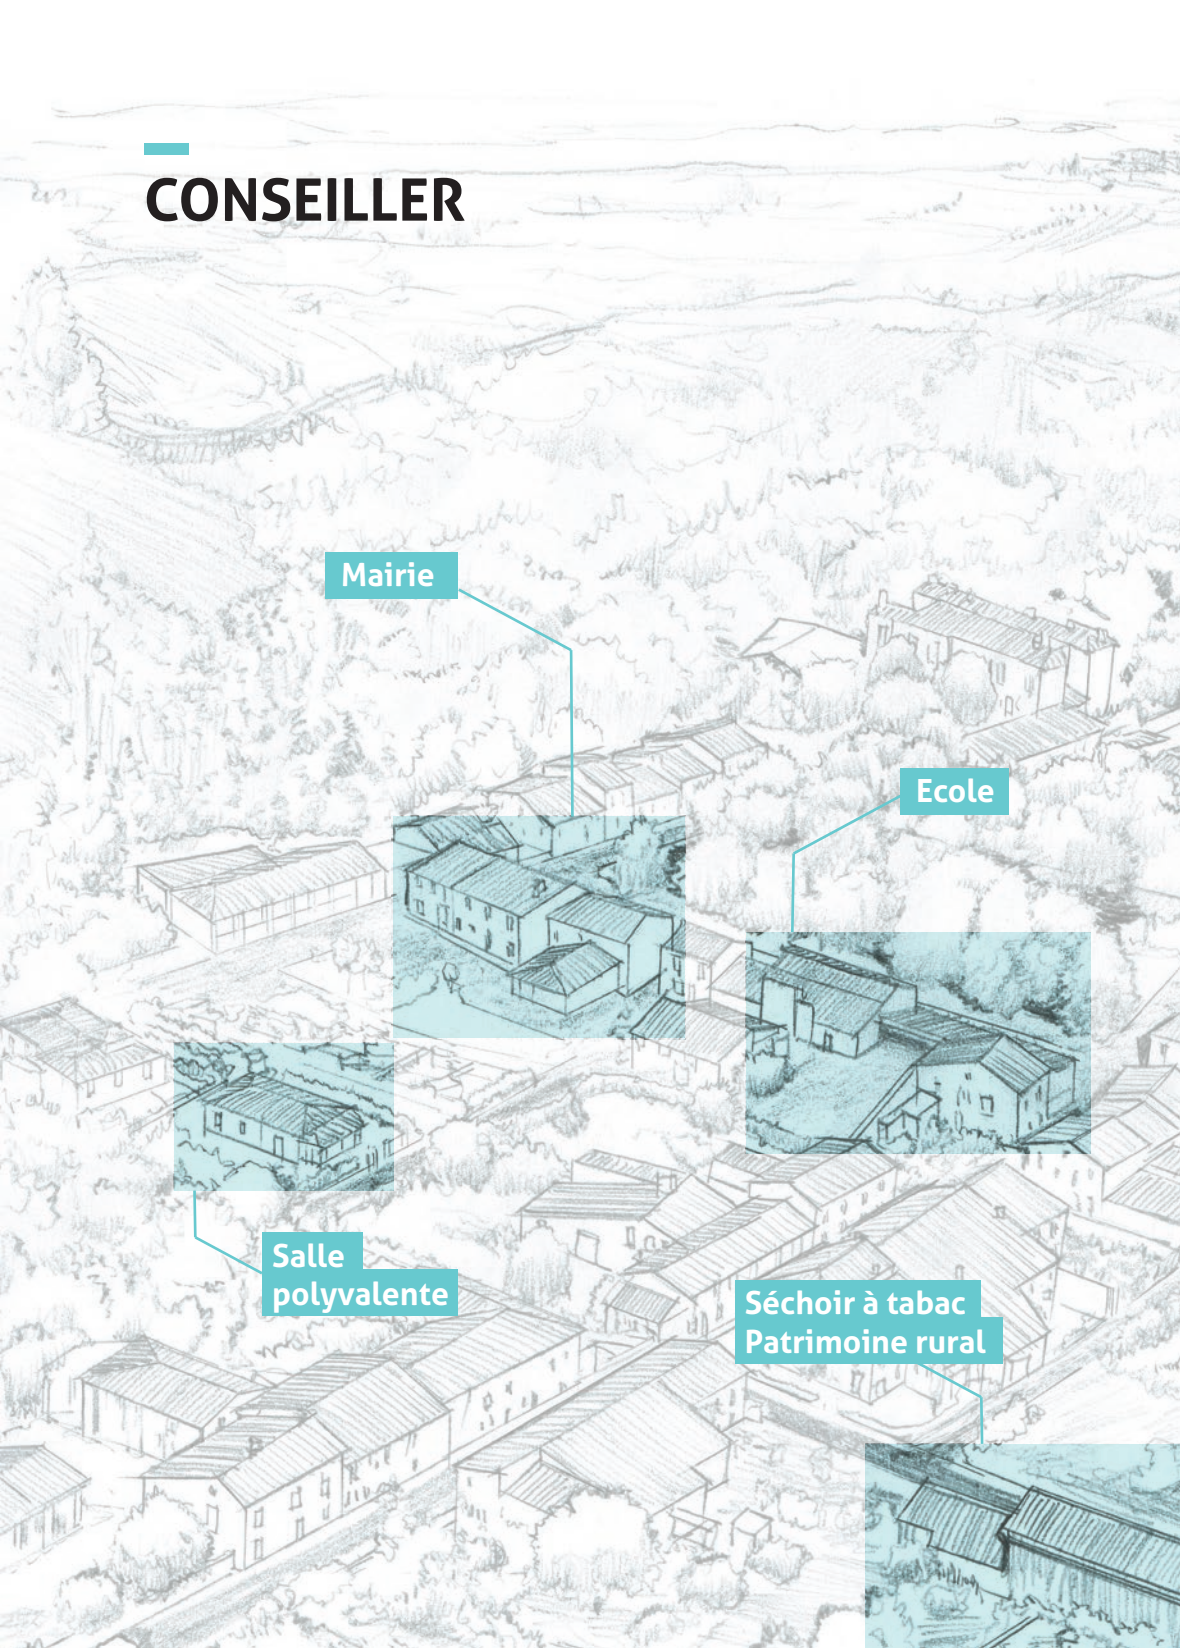 CONSEILLER
Mairie
Ecole
Salle
polyvalente
Séchoir à tabac
Patrimoine rural